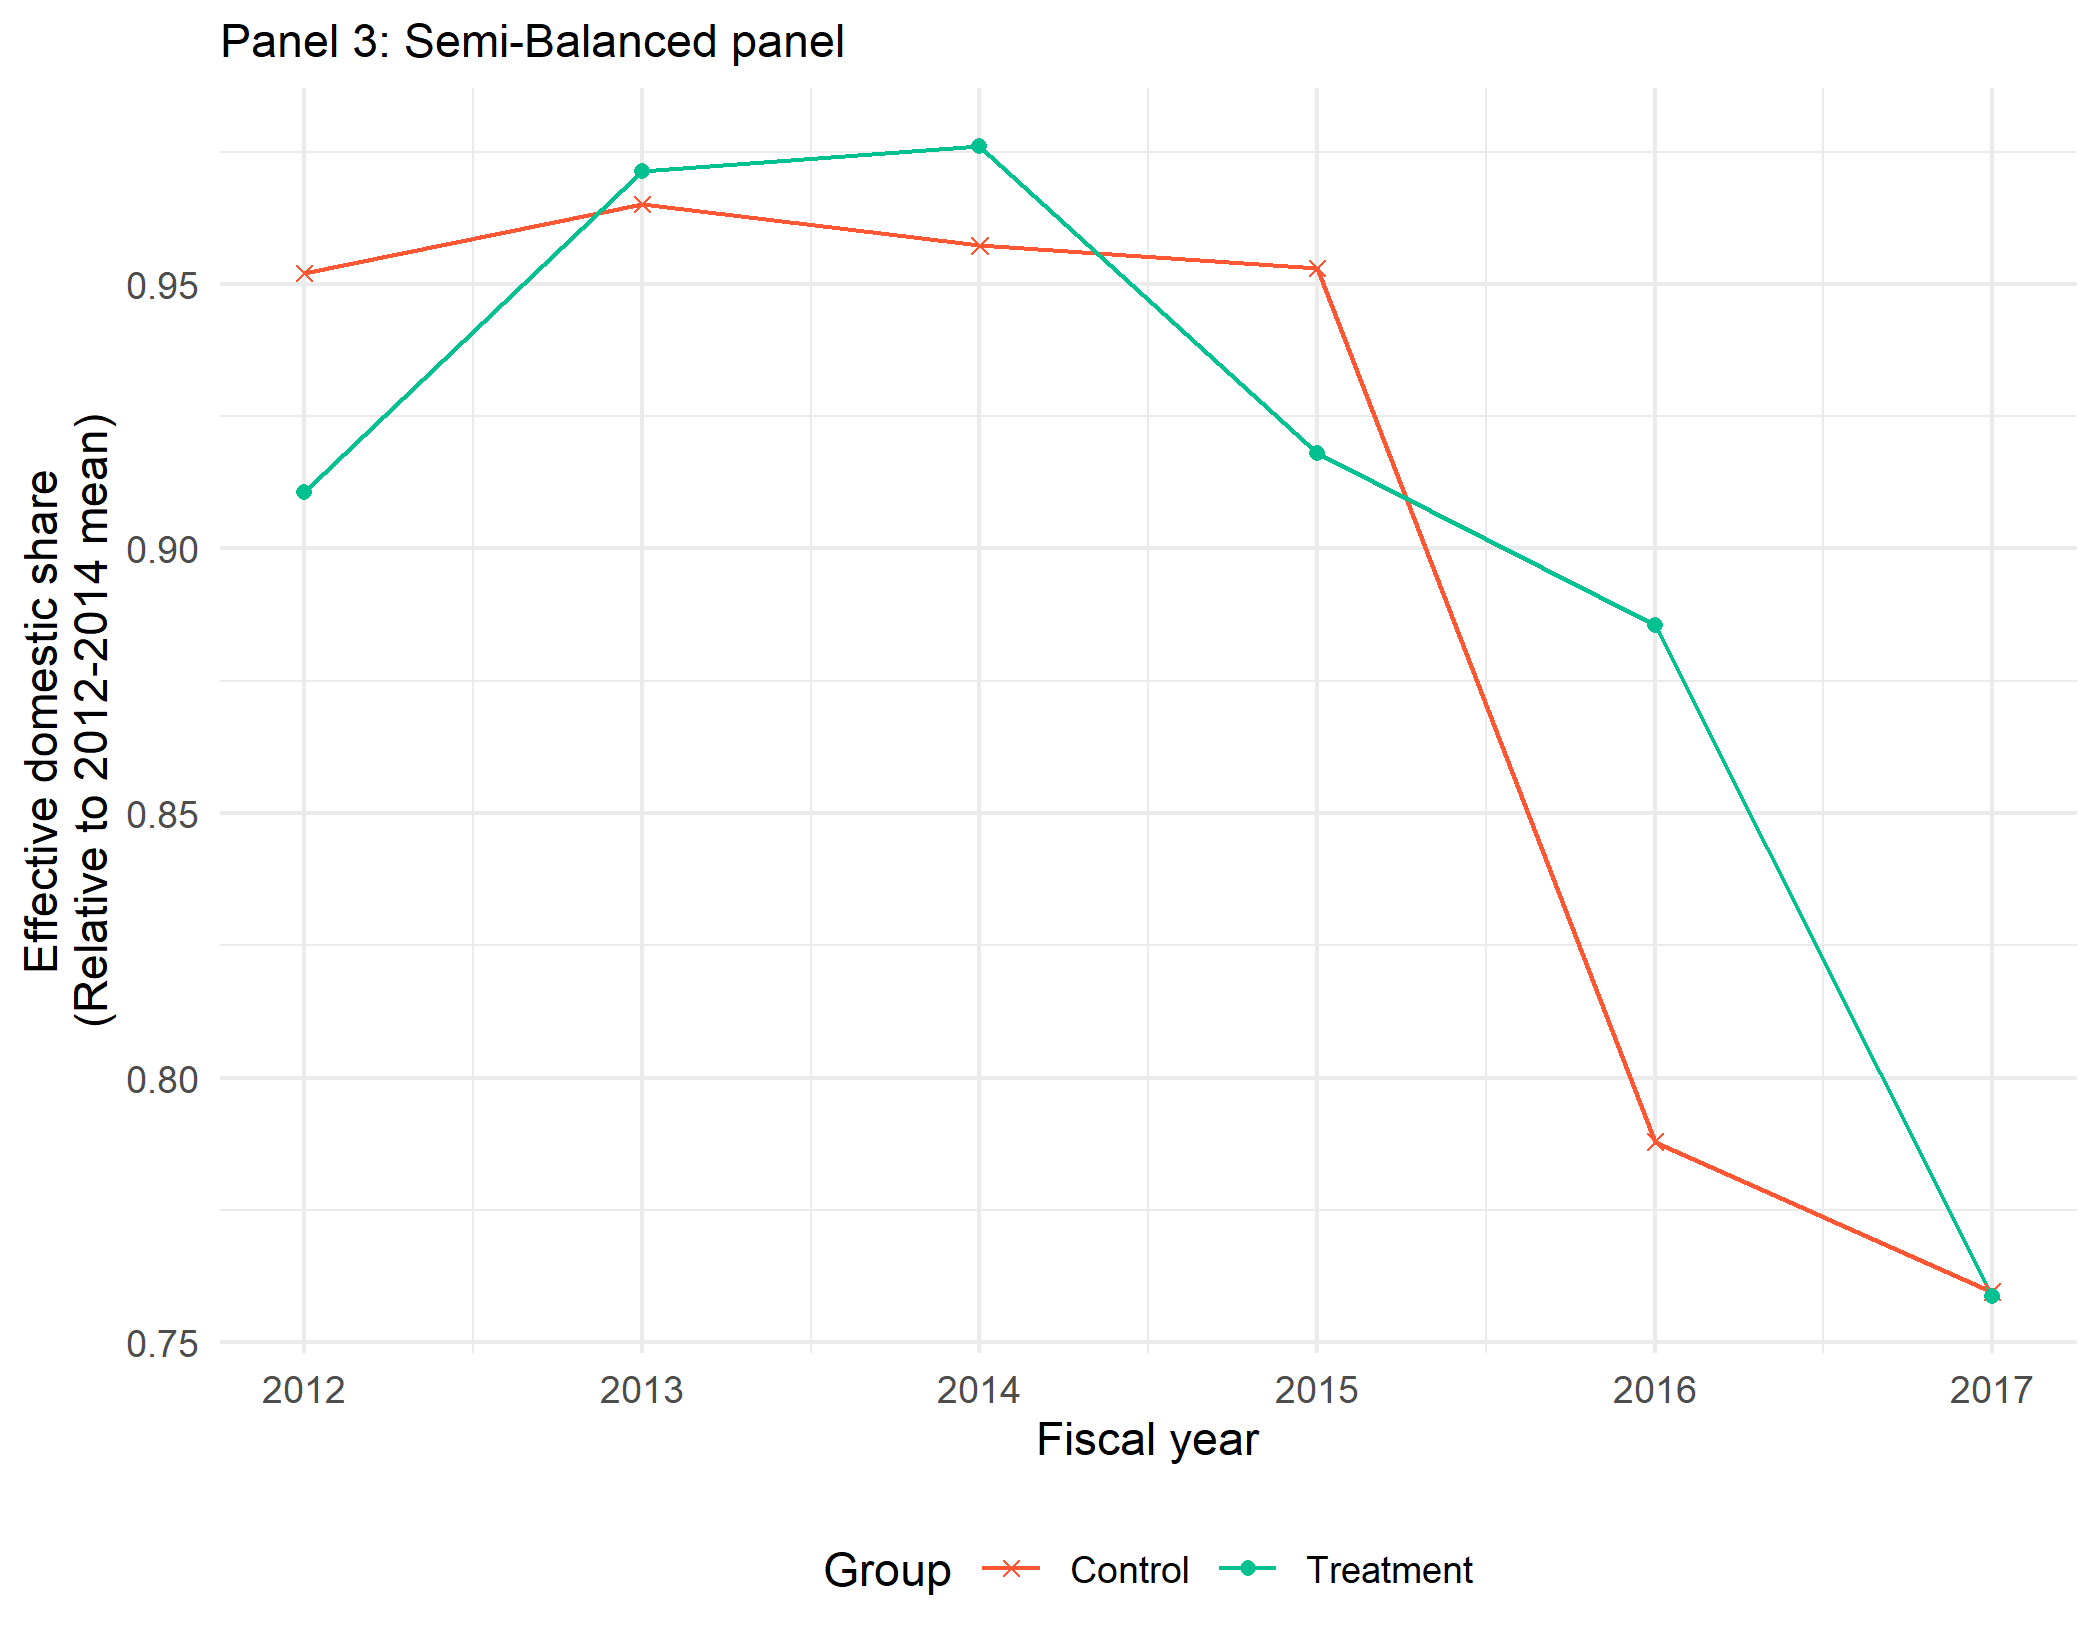 Panel 3: Semi-Balanced panel
Effective domestic share
(Relative to 2012-2014 mean)
0.95
0.90
0.85
0.80
0.75
2012 2013 2014 2015 2016 2017
Fiscal year
Group Control Treatment